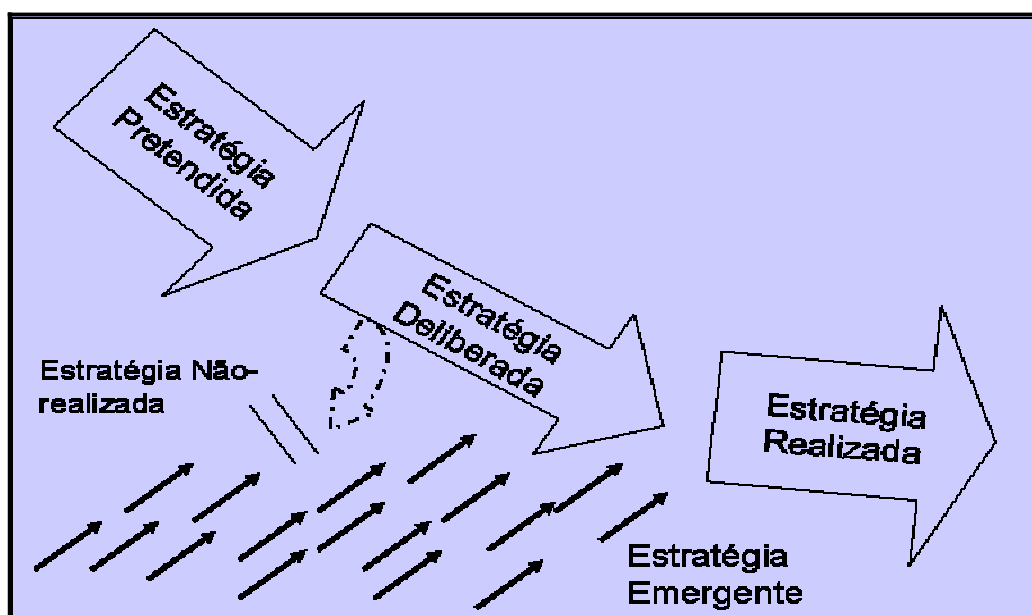 Estratégia
Pretendida
Estratégia
Deliberada
Estratégia Não-
realizada
Estratégia
Realizada
Estratégia
Emergente